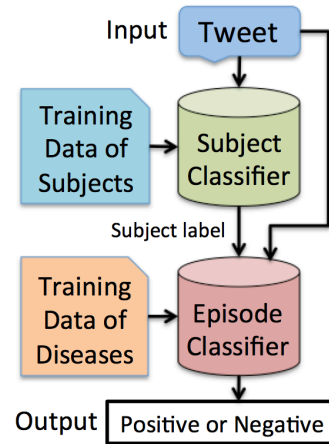 Input
Tweet
Training
Data of
Subjects
Subject
Classifier
Subject label
Training
Data of
Diseases
Episode
Classifier
Output
Positive or Negative